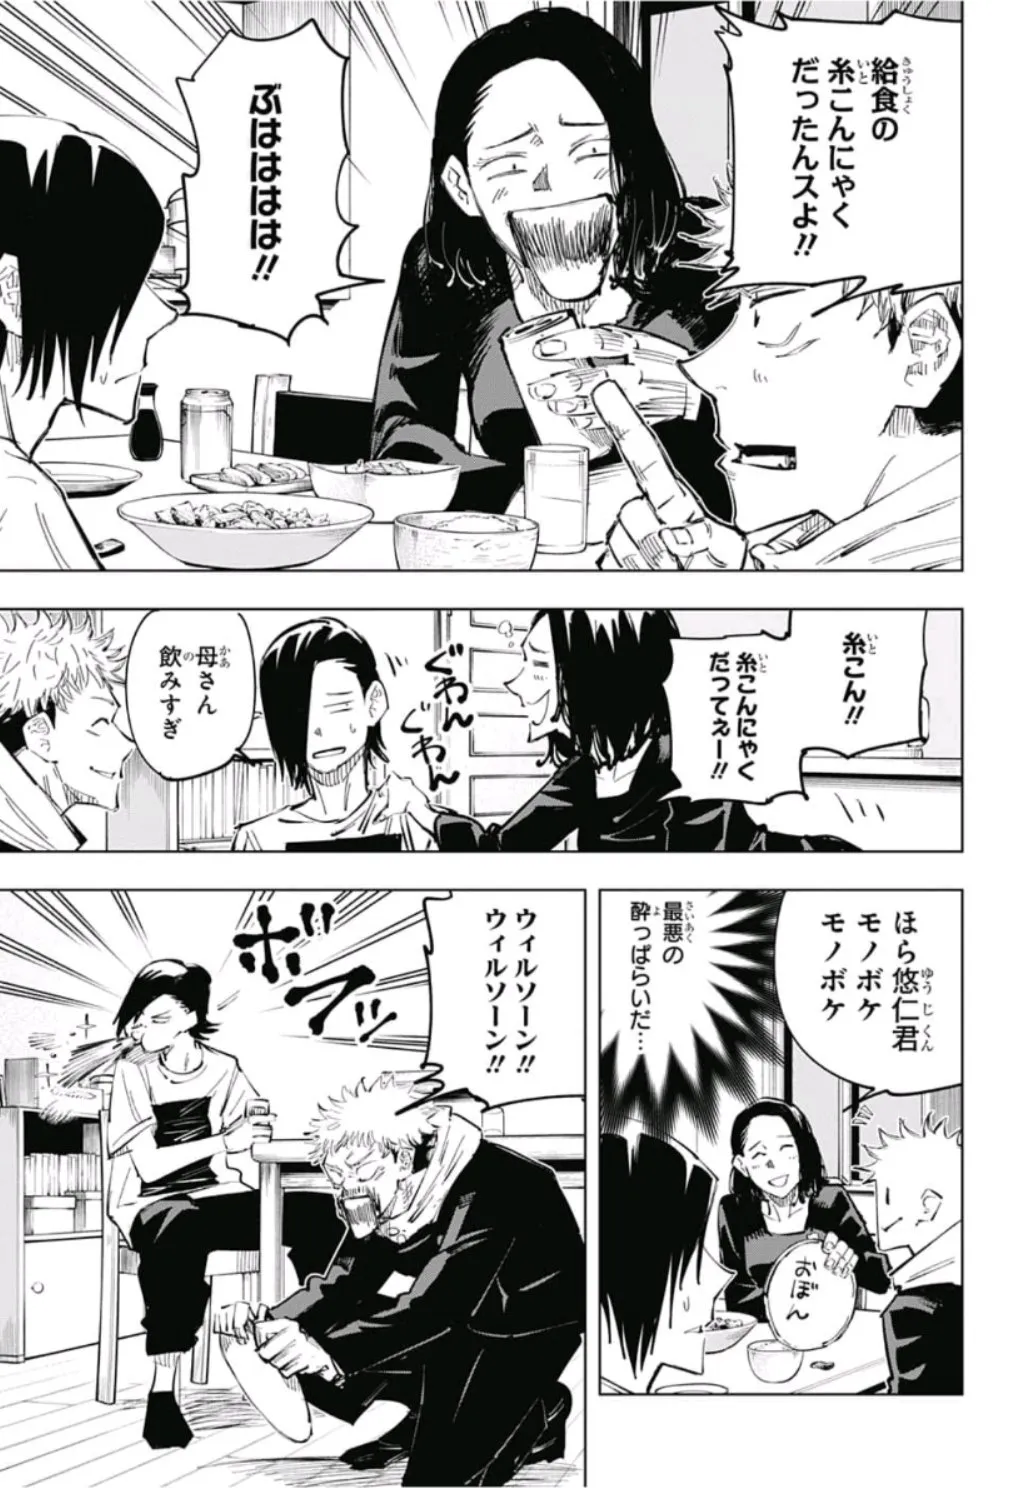 給食の
糸こんにゃく
だったんスよ!!
ぶはははは!!
糸こん!!
糸こんにゃく
だってぇー!!
ぐわん
ぐわん
母さん
飲みすぎ
ほら悠仁君
モノボケ
モノボケ
最悪の
酔っぱらいだ…
おぼん
ウィルソーン!!
ウィルソーン!!
ボフッ